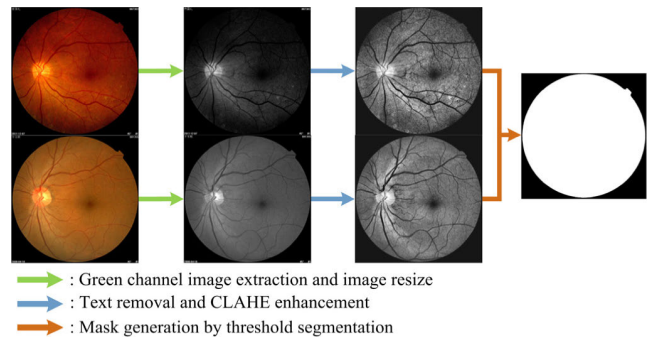 : Green channel image extraction and image resize
: Text removal and CLAHE enhancement
: Mask generation by threshold segmentation